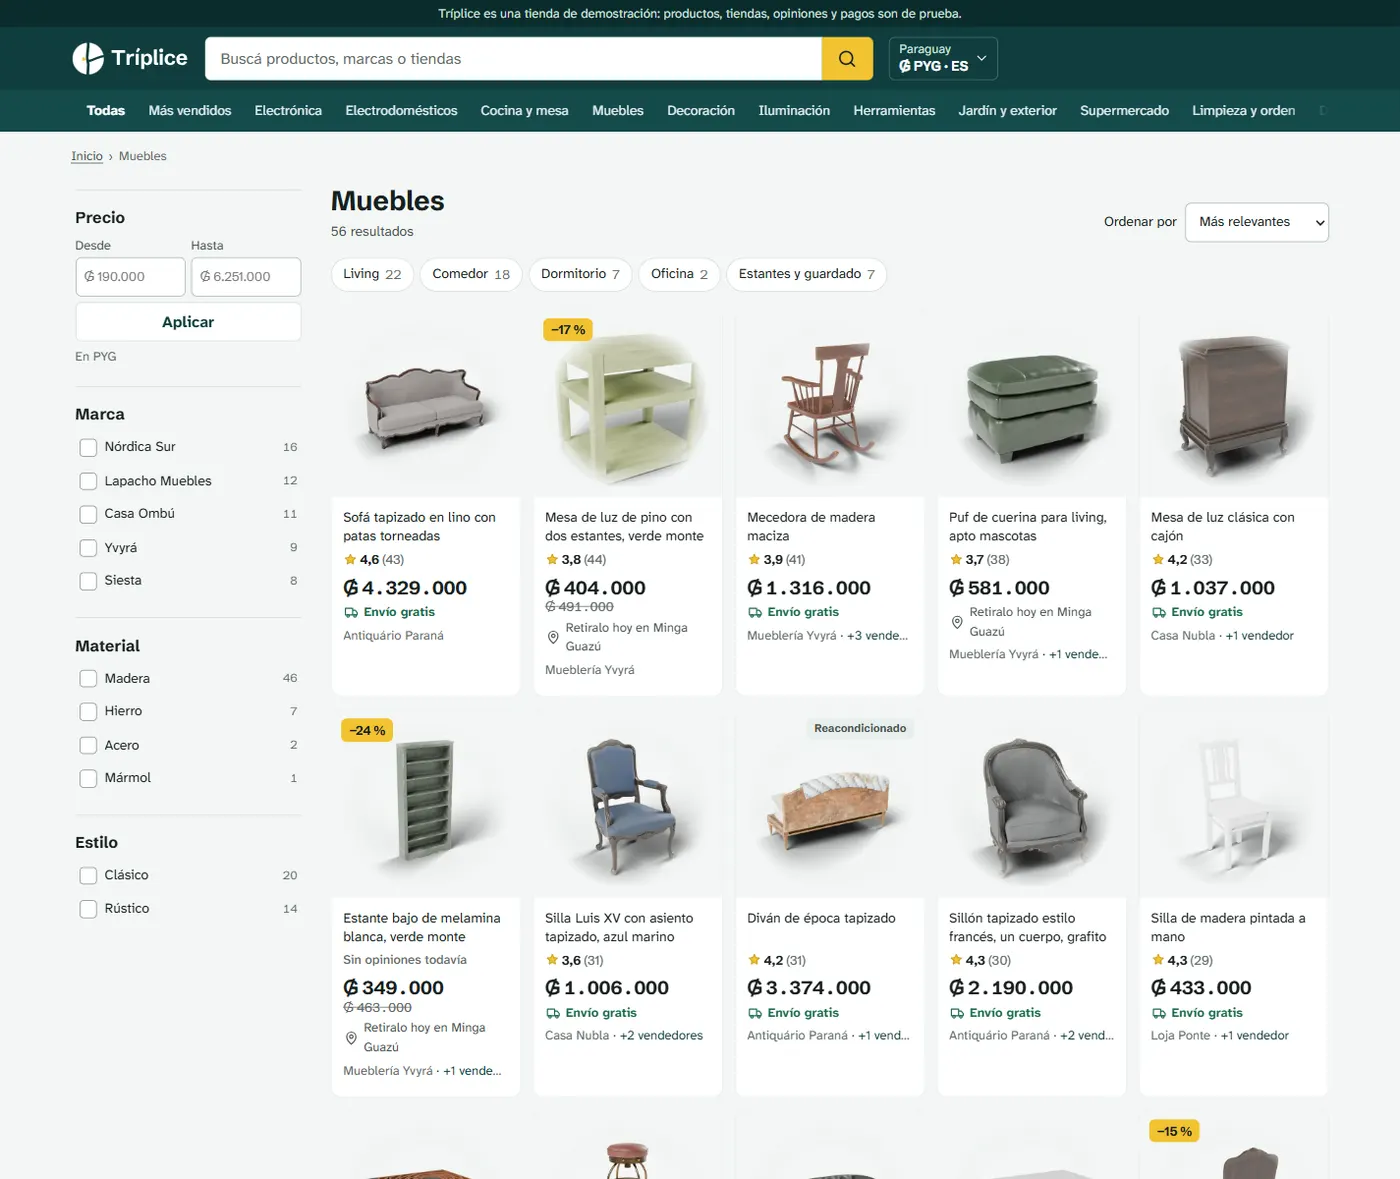 Tríplice es una tienda de demostración: productos, tiendas, opiniones y pagos son de prueba.
Tríplice
Buscá productos, marcas o tiendas
Paraguay
₲ PYG · ES
Todas
Más vendidos
Electrónica
Electrodomésticos
Cocina y mesa
Muebles
Decoración
Iluminación
Herramientas
Jardín y exterior
Supermercado
Limpieza y orden
Inicio › Muebles
Precio
Desde
Hasta
₲ 190.000
₲ 6.251.000
Aplicar
En PYG
Marca
Nórdica Sur 16
Lapacho Muebles 12
Casa Ombú 11
Yvyrá 9
Siesta 8
Material
Madera 46
Hierro 7
Acero 2
Mármol 1
Estilo
Clásico 20
Rústico 14
Muebles
56 resultados
Ordenar por
Más relevantes
Living 22
Comedor 18
Dormitorio 7
Oficina 2
Estantes y guardado 7
Sofá tapizado en lino con
patas torneadas
4,6 (43)
₲ 4.329.000
Envío gratis
Antiquário Paraná
−17 %
Mesa de luz de pino con
dos estantes, verde monte
3,8 (44)
₲ 404.000
₲ 491.000
Retiralo hoy en Minga
Guazú
Mueblería Yvyrá
Mecedora de madera
maciza
3,9 (41)
₲ 1.316.000
Envío gratis
Mueblería Yvyrá · +3 vende...
Puf de cuerina para living,
apto mascotas
3,7 (38)
₲ 581.000
Retiralo hoy en Minga
Guazú
Mueblería Yvyrá · +1 vende...
Mesa de luz clásica con
cajón
4,2 (33)
₲ 1.037.000
Envío gratis
Casa Nubla · +1 vendedor
−24 %
Estante bajo de melamina
blanca, verde monte
Sin opiniones todavía
₲ 349.000
₲ 463.000
Retiralo hoy en Minga
Guazú
Mueblería Yvyrá · +1 vende...
Silla Luis XV con asiento
tapizado, azul marino
3,6 (31)
₲ 1.006.000
Envío gratis
Casa Nubla · +2 vendedores
Reacondicionado
Diván de época tapizado
4,2 (31)
₲ 3.374.000
Envío gratis
Antiquário Paraná · +1 vend...
Sillón tapizado estilo
francés, un cuerpo, grafito
4,3 (30)
₲ 2.190.000
Envío gratis
Antiquário Paraná · +2 vend...
Silla de madera pintada a
mano
4,3 (29)
₲ 433.000
Envío gratis
Loja Ponte · +1 vendedor
−15 %